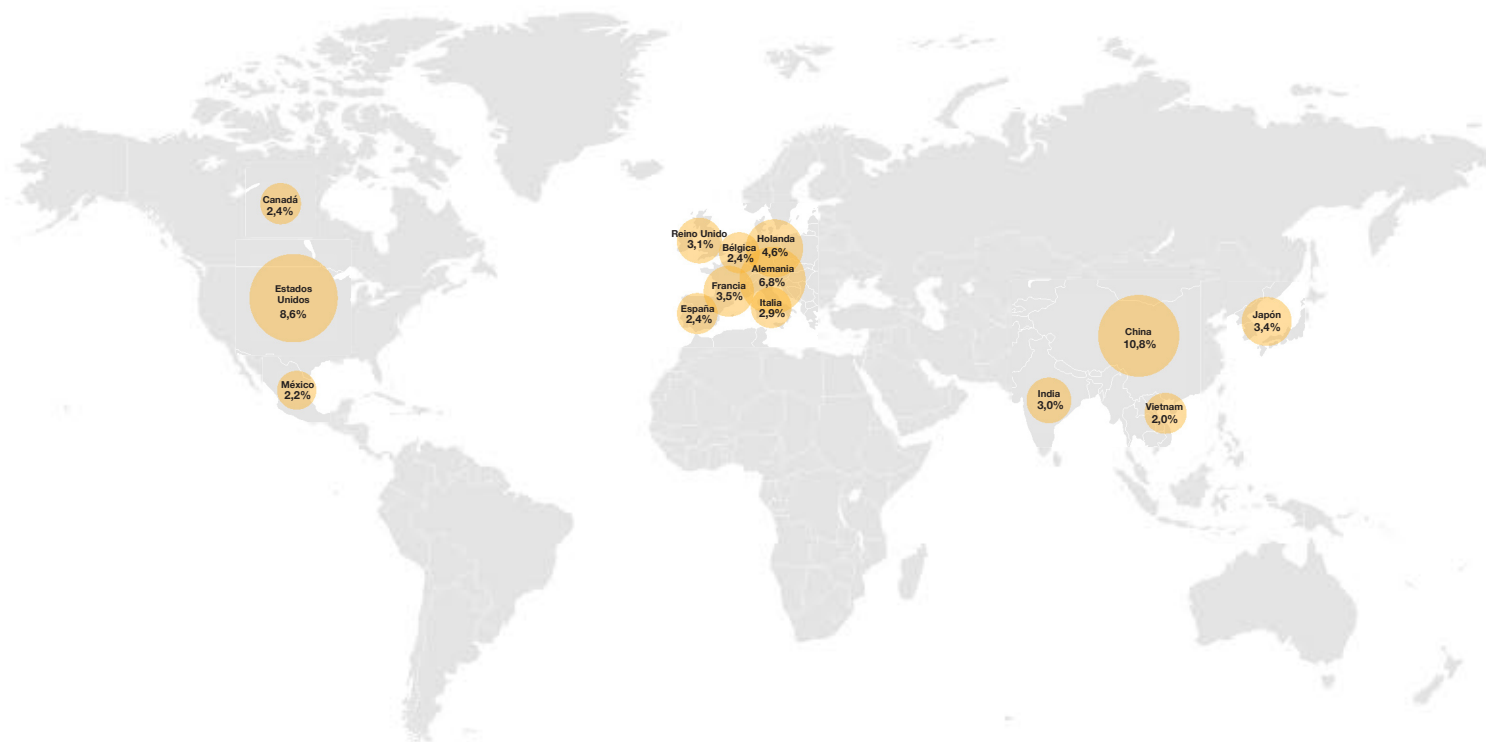 Canadá
2,4%
Estados
Unidos
8,6%
México
2,2%
Reino Unido
3,1%
Bélgica
2,4%
Holanda
4,6%
Alemania
6,8%
Francia
3,5%
Italia
2,9%
España
2,4%
China
10,8%
Japón
3,4%
India
3,0%
Vietnam
2,0%